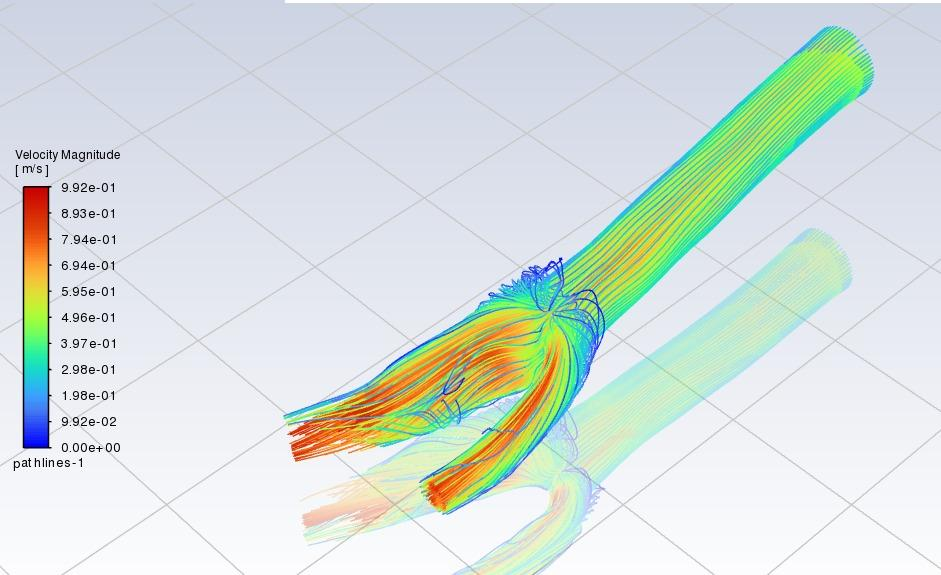 Velocity Magnitude
[ m/s ]
9.92e-01
8.93e-01
7.94e-01
6.94e-01
5.95e-01
4.96e-01
3.97e-01
2.98e-01
1.98e-01
9.92e-02
0.00e+00
pathlines-1